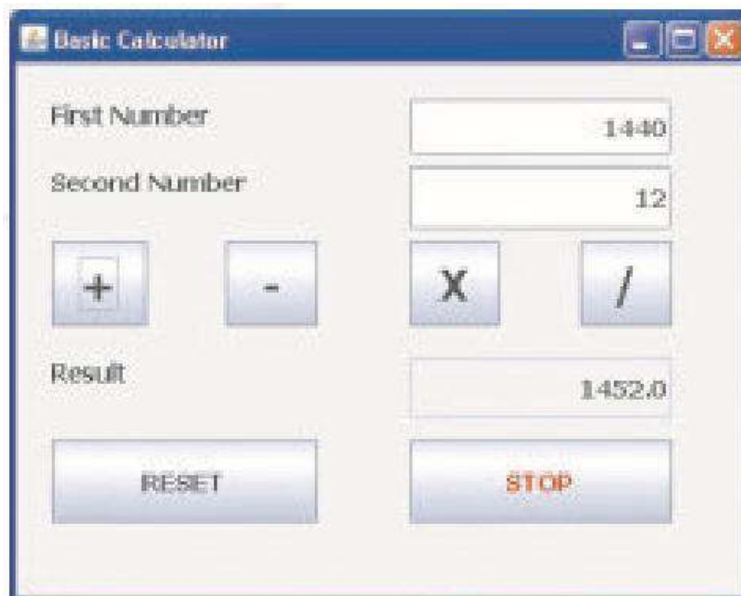 Basic Calculator
First Number 1440
Second Number 12
+ - X /
Result 1452.0
RESET STOP